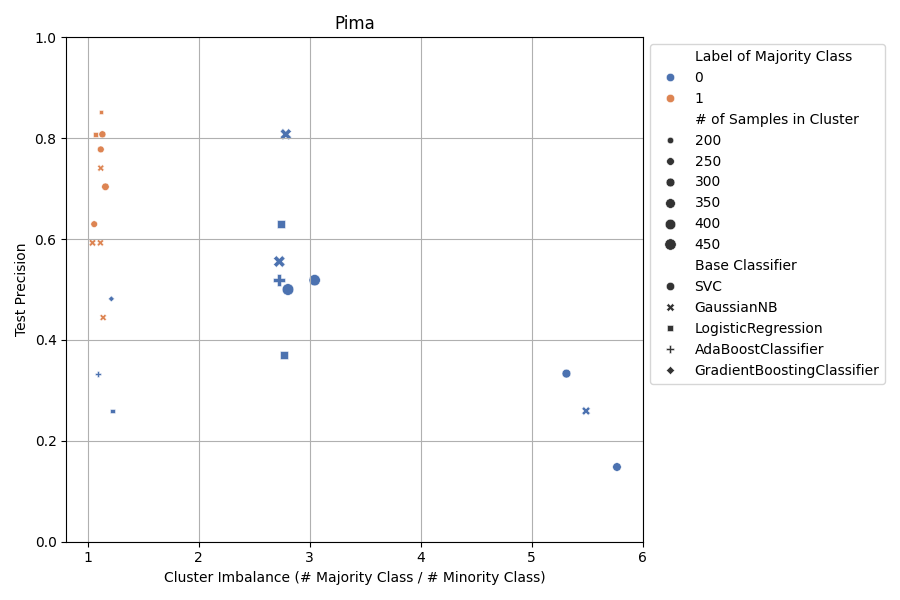 Pima
Test Precision
1.0
0.8
0.6
0.4
0.2
0.0
1
2
3
4
5
6
Cluster Imbalance (# Majority Class / # Minority Class)
Label of Majority Class
0
1
# of Samples in Cluster
200
250
300
350
400
450
Base Classifier
SVC
GaussianNB
LogisticRegression
AdaBoostClassifier
GradientBoostingClassifier